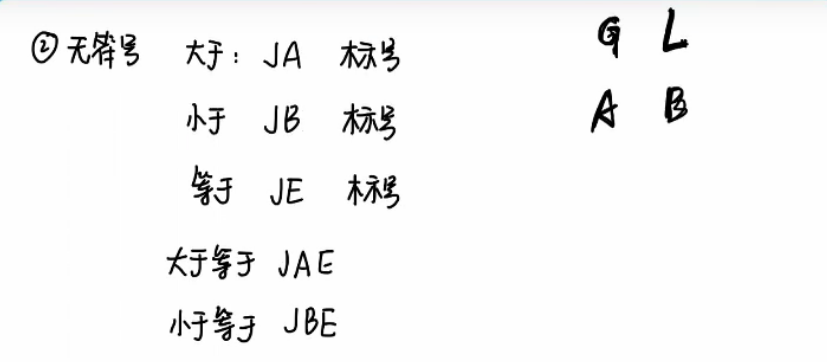 ② 无符号 大于: JA 标号
小于 JB 标号
等于 JE 标号
大于等于 JAE
小于等于 JBE
G L
A B